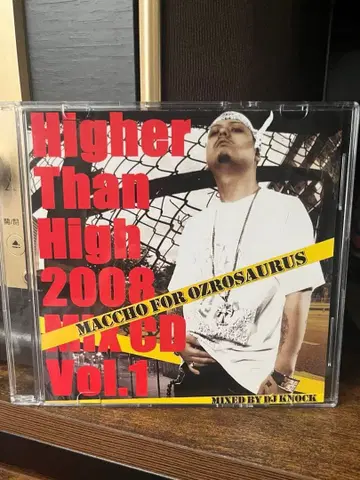 Higher
Than
High
2008
Mix CD
Vol.1
MACCHO FOR OZROSAURUS
MIXED BY DJ KNOCK